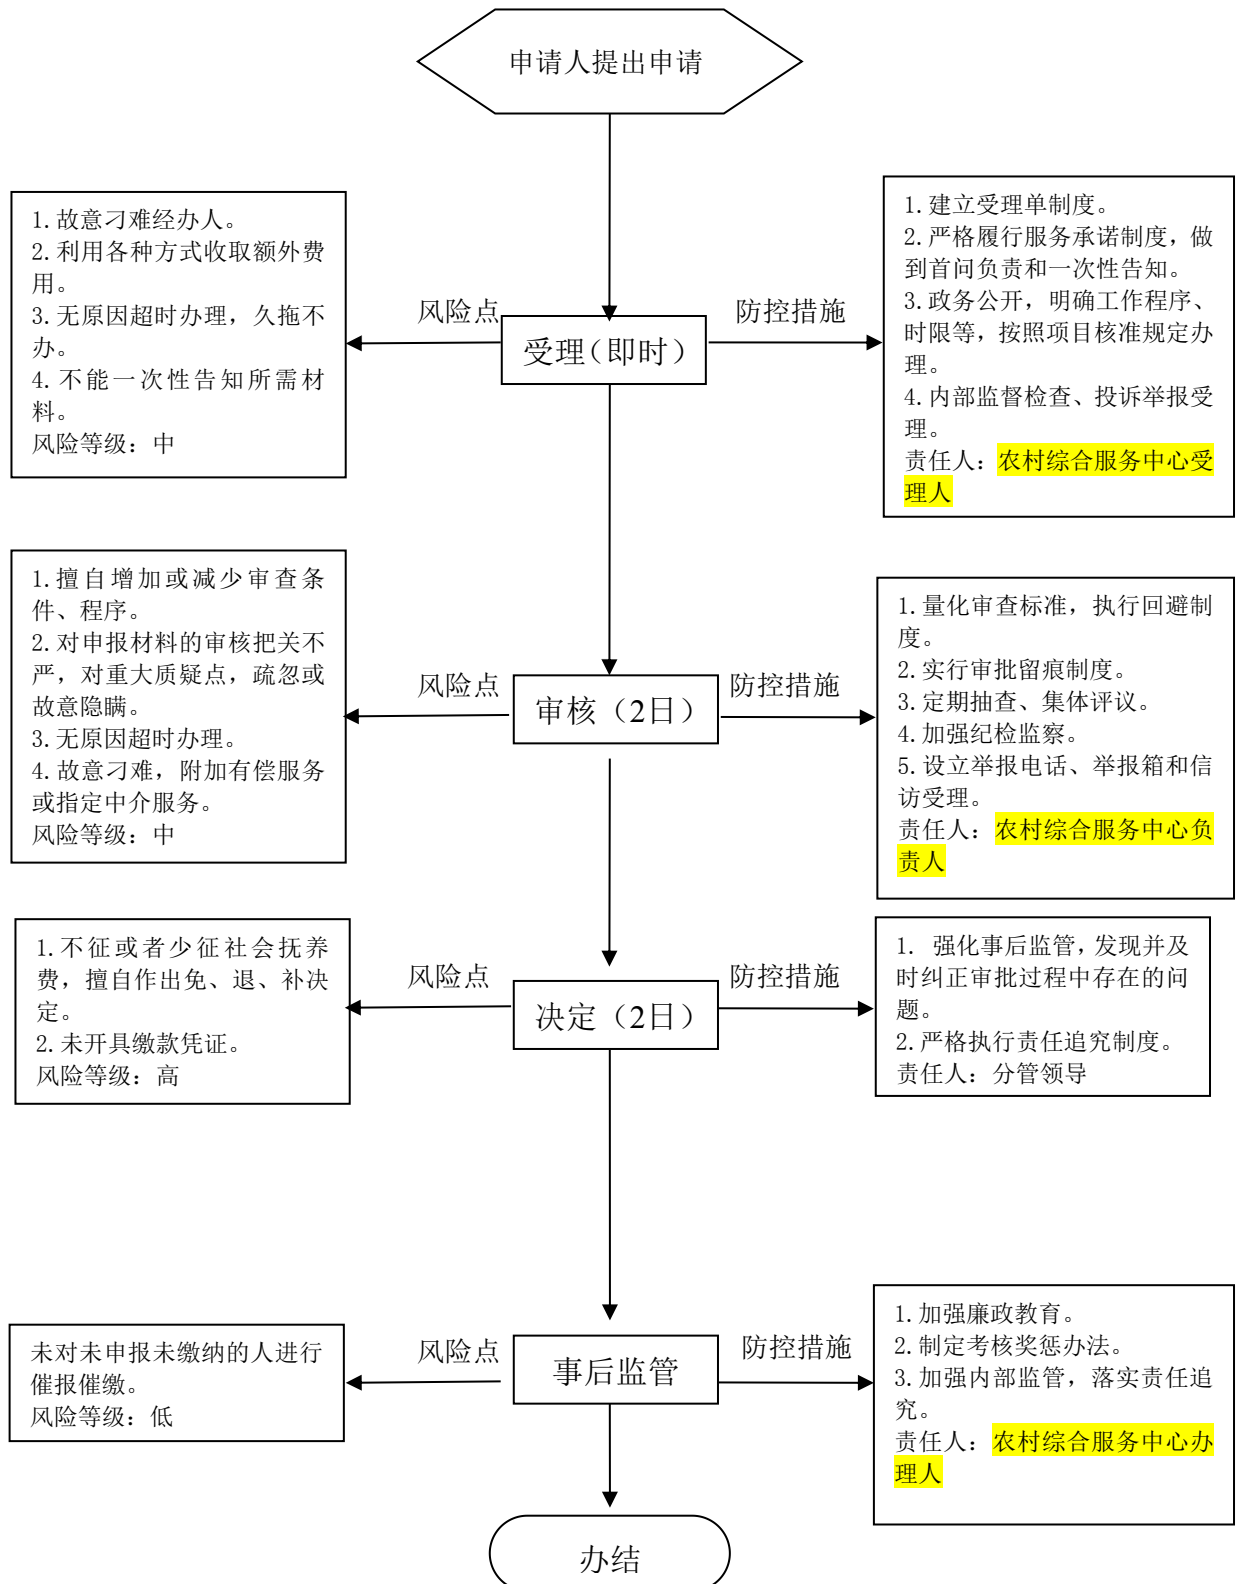 申请人提出申请
1.故意刁难经办人。
2.利用各种方式收取额外费
用。
3.无原因超时办理，久拖不
办。
4.不能一次性告知所需材
料。
风险等级：中
风险点
受理（即时）
防控措施
1.建立受理单制度。
2.严格履行服务承诺制度，做
到首问负责和一次性告知。
3.政务公开，明确工作程序、
时限等，按照项目核准规定办
理。
4.内部监督检查、投诉举报受
理。
责任人：农村综合服务中心受
理人
1.擅自增加或减少审查条
件、程序。
2.对申报材料的审核把关不
严，对重大质疑点，疏忽或
故意隐瞒。
3.无原因超时办理。
4.故意刁难，附加有偿服务
或指定中介服务。
风险等级：中
风险点
审核（2日）
防控措施
1.量化审查标准，执行回避制
度。
2.实行审批留痕制度。
3.定期抽查、集体评议。
4.加强纪检监察。
5.设立举报电话、举报箱和信
访受理。
责任人：农村综合服务中心负
责人
1.不征或者少征社会抚养
费，擅自作出免、退、补决
定。
2.未开具缴款凭证。
风险等级：高
风险点
决定（2日）
防控措施
1. 强化事后监管，发现并及
时纠正审批过程中存在的问
题。
2.严格执行责任追究制度。
责任人：分管领导
未对未申报未缴纳的人进行
催报催缴。
风险等级：低
风险点
事后监管
防控措施
1.加强廉政教育。
2.制定考核奖惩办法。
3.加强内部监管，落实责任追
究。
责任人：农村综合服务中心办
理人
办结